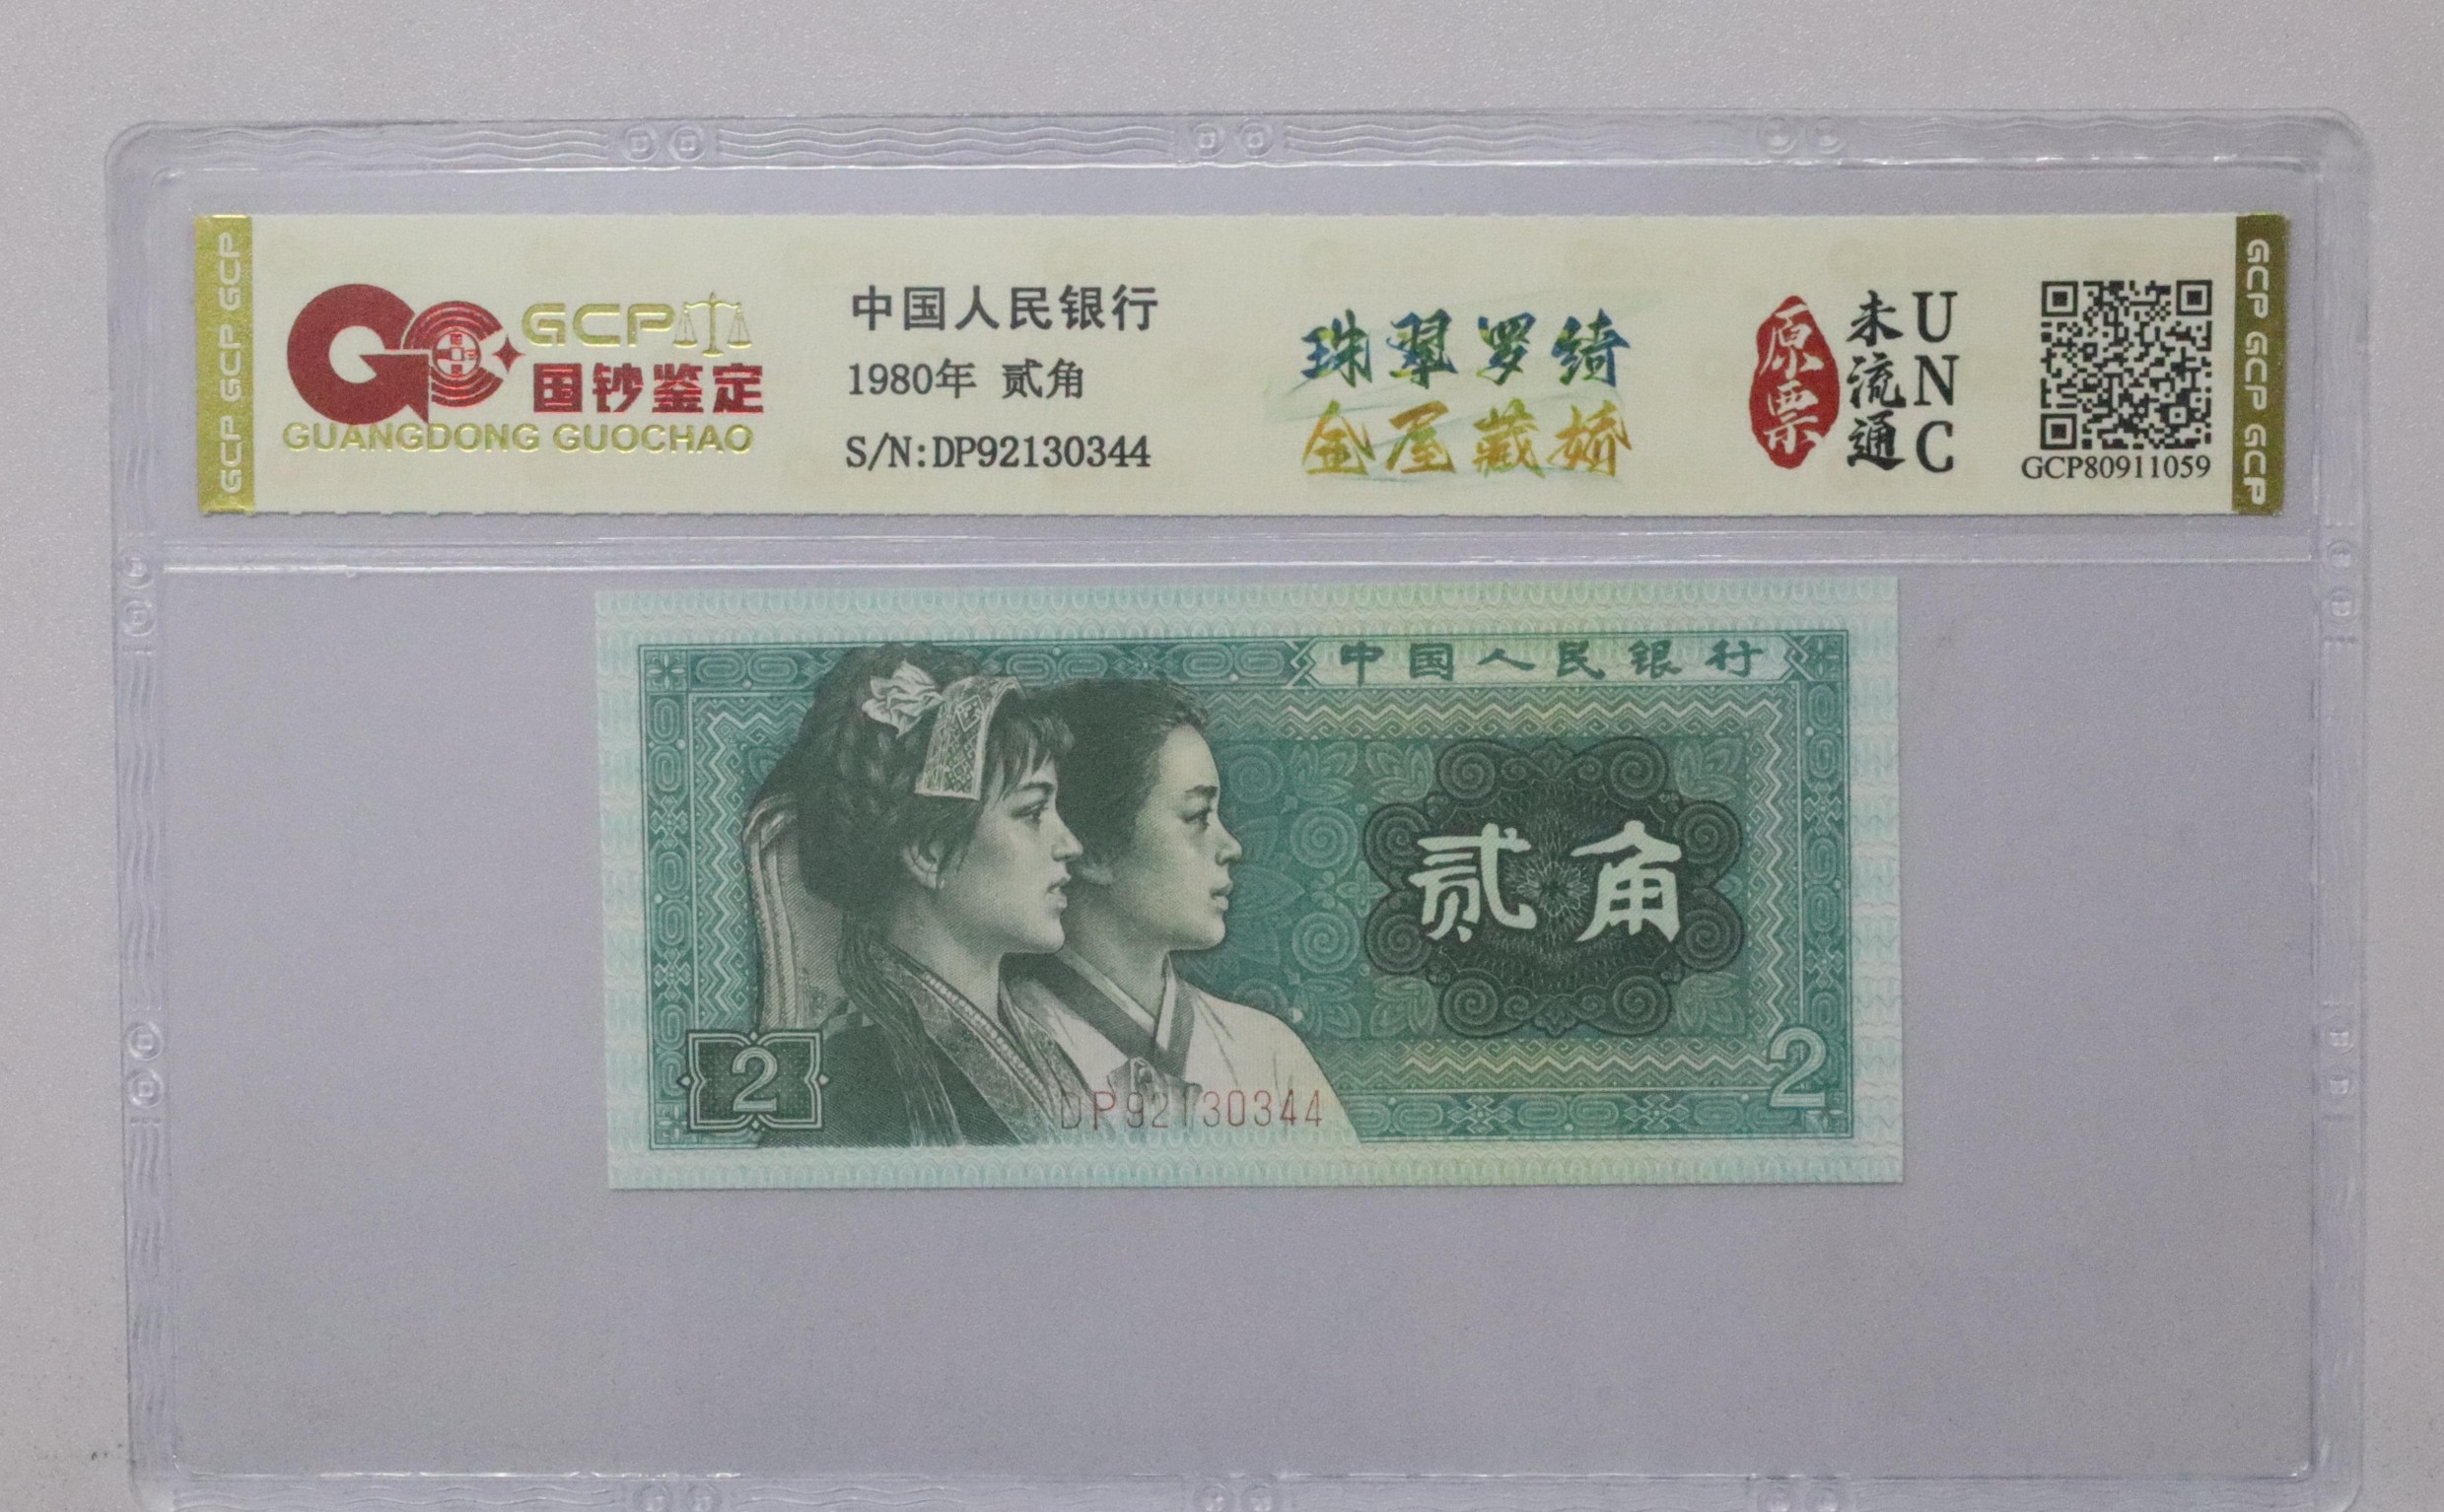 GCP GCP GCP
GCP
国钞鉴定
GUANGDONG GUOCHAO
中国人民银行
1980年 贰角
S/N:DP92130344
珠翠罗绮
金屋藏娇
原票
未流通
UNC
GCP80911059
GCP GCP GCP
中国人民银行
贰角
2
2
DP92130344